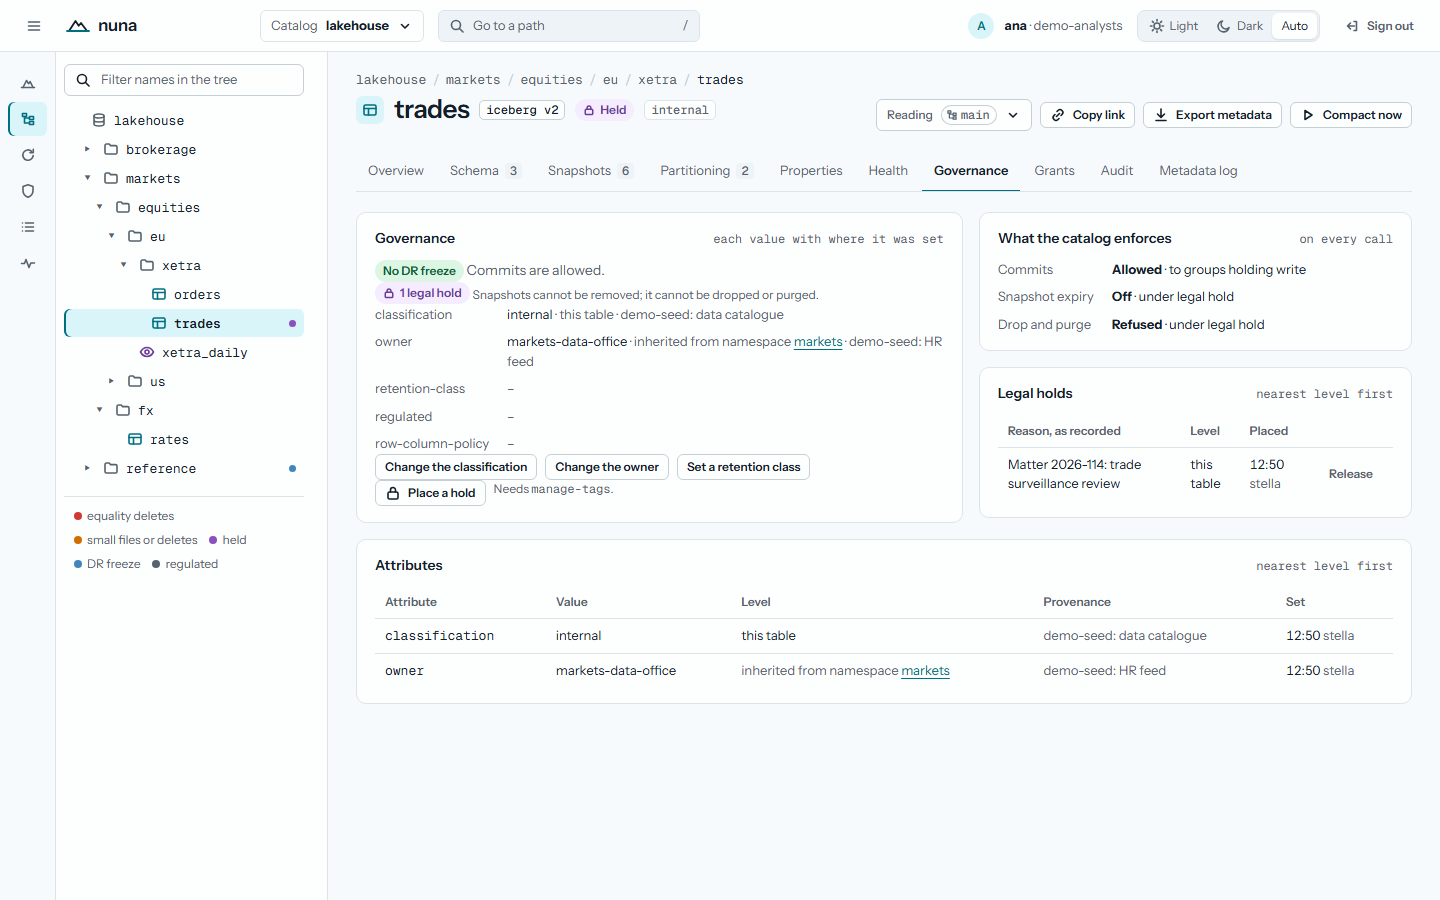 nuna
Catalog lakehouse
Go to a path /
A ana · demo-analysts
Light Dark Auto
Sign out
Filter names in the tree
lakehouse
brokerage
markets
equities
eu
xetra
orders
trades
xetra_daily
us
fx
rates
reference
equality deletes
small files or deletes held
DR freeze regulated
lakehouse / markets / equities / eu / xetra / trades
trades iceberg v2 Held internal
Reading main Copy link Export metadata Compact now
Overview Schema 3 Snapshots 6 Partitioning 2 Properties Health Governance Grants Audit Metadata log
Governance each value with where it was set
No DR freeze Commits are allowed.
1 legal hold Snapshots cannot be removed; it cannot be dropped or purged.
classification internal · this table · demo-seed: data catalogue
owner markets-data-office · inherited from namespace markets · demo-seed: HR
feed
retention-class –
regulated –
row-column-policy –
Change the classification Change the owner Set a retention class
Place a hold Needs manage-tags.
What the catalog enforces on every call
Commits Allowed · to groups holding write
Snapshot expiry Off · under legal hold
Drop and purge Refused · under legal hold
Legal holds nearest level first
Reason, as recorded Level Placed
Matter 2026-114: trade this 12:50
surveillance review table stella
Release
Attributes nearest level first
Attribute Value Level Provenance Set
classification internal this table demo-seed: data catalogue 12:50 stella
owner markets-data-office inherited from namespace markets demo-seed: HR feed 12:50 stella